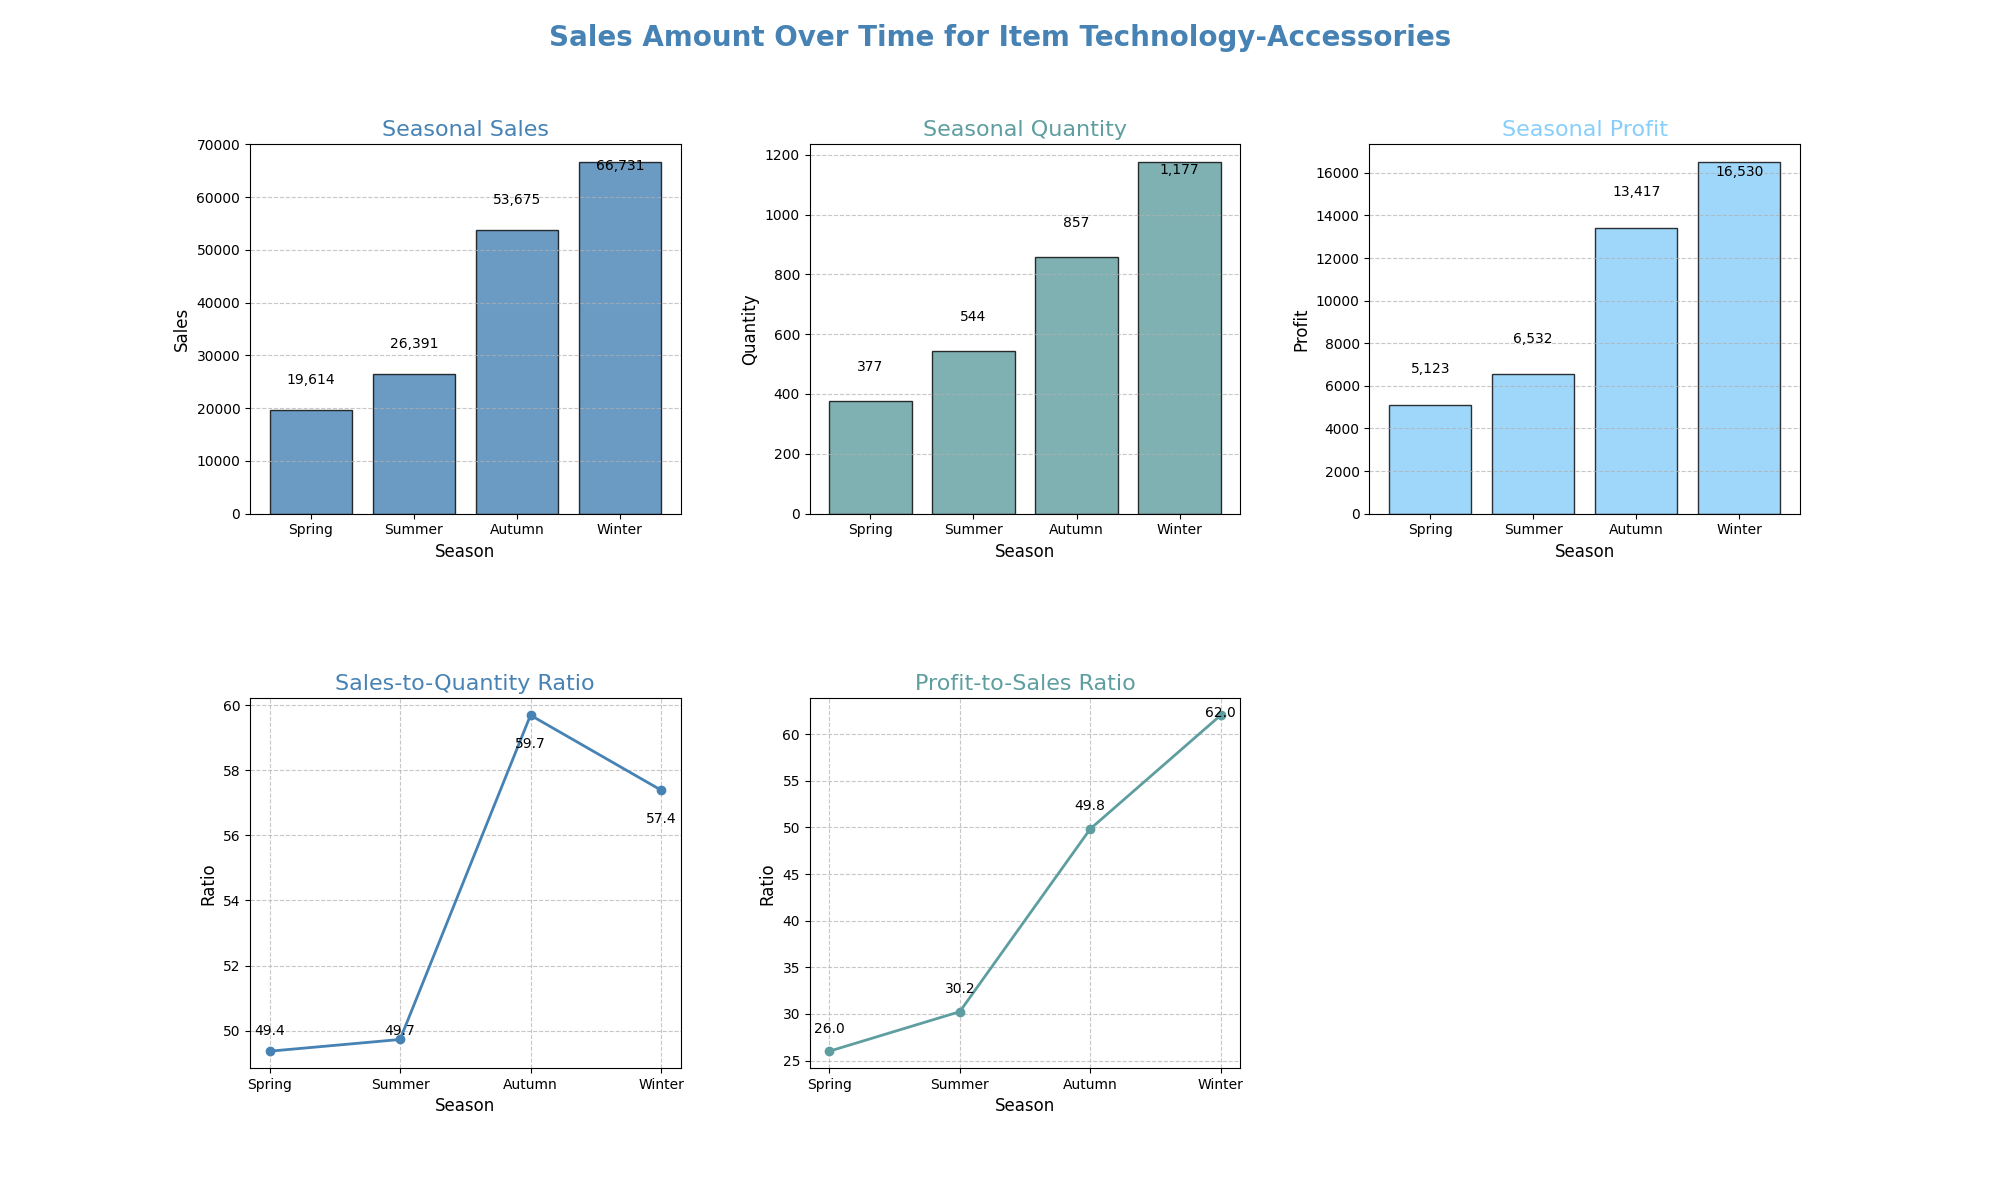 Sales Amount Over Time for Item Technology-Accessories
Seasonal Sales
70000
60000
50000
40000
30000
20000
10000
0
Sales
19,614
26,391
53,675
66,731
Spring Summer Autumn Winter
Season
Seasonal Quantity
1200
1000
800
600
400
200
0
Quantity
377
544
857
1,177
Spring Summer Autumn Winter
Season
Seasonal Profit
16000
14000
12000
10000
8000
6000
4000
2000
0
Profit
5,123
6,532
13,417
16,530
Spring Summer Autumn Winter
Season
Sales-to-Quantity Ratio
60
58
56
54
52
50
Ratio
49.4
49.7
59.7
57.4
Spring Summer Autumn Winter
Season
Profit-to-Sales Ratio
60
55
50
45
40
35
30
25
Ratio
26.0
30.2
49.8
62.0
Spring Summer Autumn Winter
Season